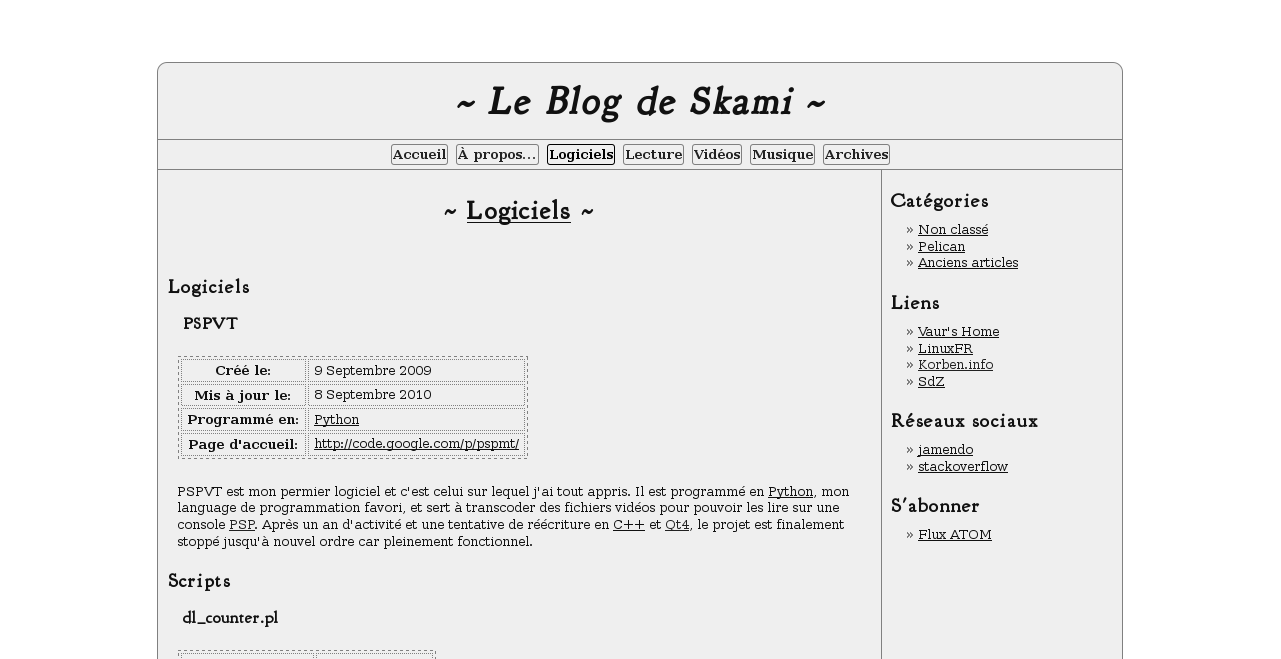 ~ Le Blog de Skami ~
Accueil À propos... Logiciels Lecture Vidéos Musique Archives
~ Logiciels ~
Logiciels
PSPVT
Créé le: 9 Septembre 2009
Mis à jour le: 8 Septembre 2010
Programmé en: Python
Page d'accueil: http://code.google.com/p/pspmt/
PSPVT est mon permier logiciel et c'est celui sur lequel j'ai tout appris. Il est programmé en Python, mon
language de programmation favori, et sert à transcoder des fichiers vidéos pour pouvoir les lire sur une
console PSP. Après un an d'activité et une tentative de réécriture en C++ et Qt4, le projet est finalement
stoppé jusqu'à nouvel ordre car pleinement fonctionnel.
Scripts
dl_counter.pl
Catégories
» Non classé
» Pelican
» Anciens articles
Liens
» Vaur's Home
» LinuxFR
» Korben.info
» SdZ
Réseaux sociaux
» jamendo
» stackoverflow
S'abonner
» Flux ATOM